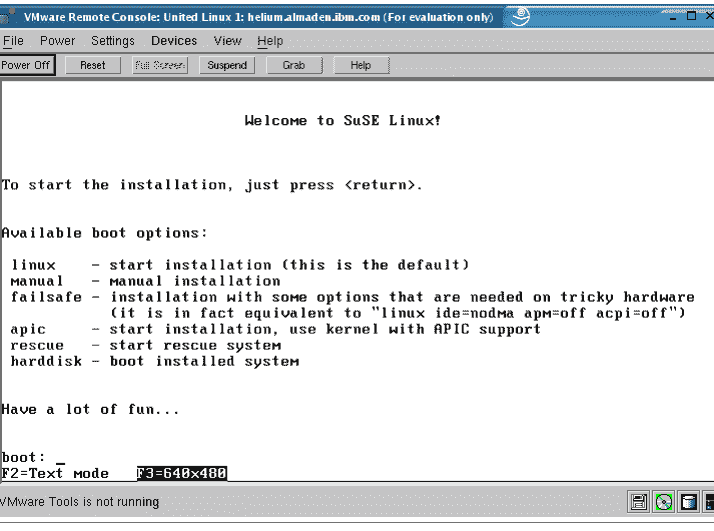 VMware Remote Console: United Linux 1: helium.almaden.ibm.com (For evaluation only)
File Power Settings Devices View Help
Power Off Reset Full Screen Suspend Grab Help
Welcome to SuSE Linux!
To start the installation, just press <return>.
Available boot options:
linux - start installation (this is the default)
manual - manual installation
failsafe - installation with some options that are needed on tricky hardware
(it is in fact equivalent to "linux ide=nodma apm=off acpi=off")
apic - start installation, use kernel with APIC support
rescue - start rescue system
harddisk - boot installed system
Have a lot of fun...
boot: _
F2=Text mode F3=640x480
VMware Tools is not running